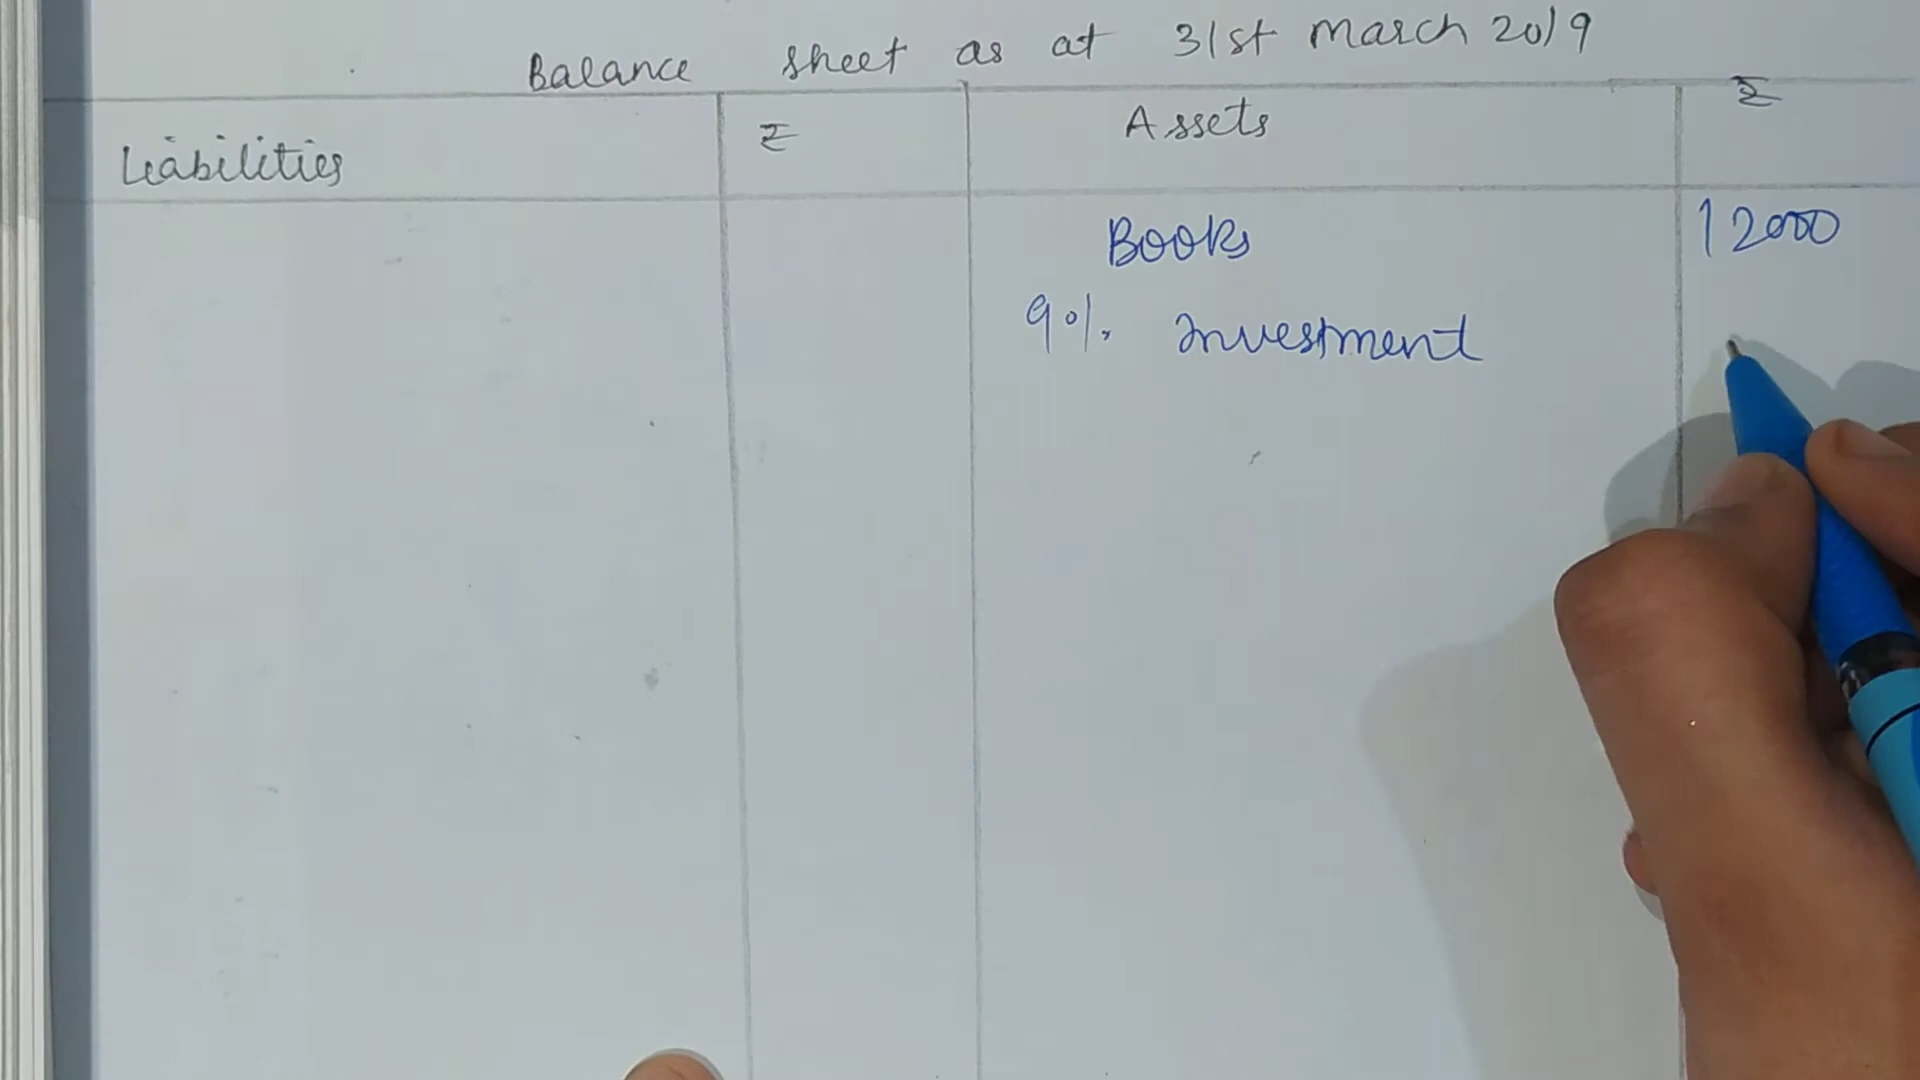 Balance sheet as at 31st March 2019
Liabilities ₹ Assets ₹
Books 12000
9% Investment